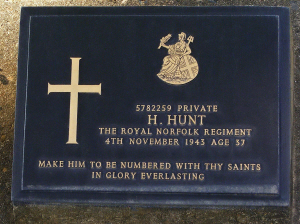 5782259 PRIVATE
H. HUNT
THE ROYAL NORFOLK REGIMENT
4TH NOVEMBER 1943 AGE 37
MAKE HIM TO BE NUMBERED WITH THY SAINTS
IN GLORY EVERLASTING